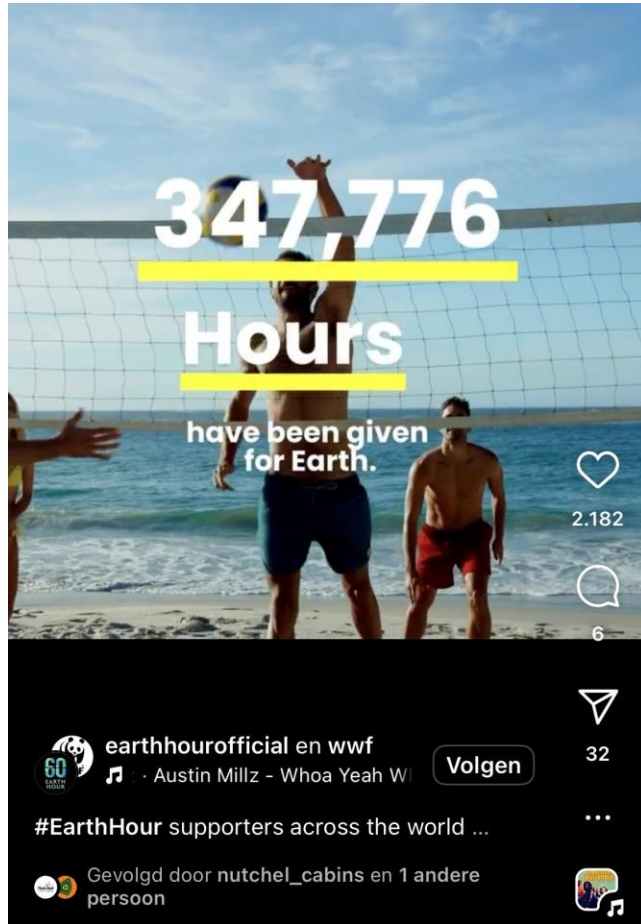 347,776
Hours
have been given
for Earth.
2.182
6
32
earthhourofficial en wwf
· Austin Millz - Whoa Yeah W
Volgen
#EarthHour supporters across the world ...
Gevolgd door nutchel_cabins en 1 andere
persoon
60
EARTH
HOUR